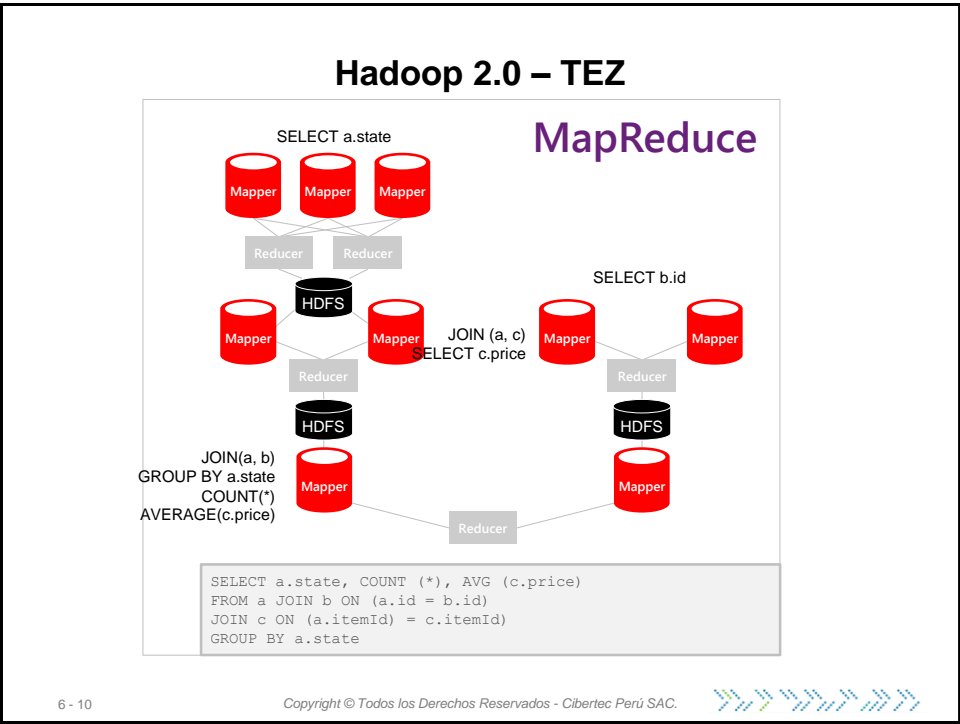 Hadoop 2.0 – TEZ
MapReduce
SELECT a.state
Mapper
Mapper
Mapper
Reducer
Reducer
HDFS
SELECT b.id
Mapper
Mapper
JOIN (a, c)
SELECT c.price
Mapper
Mapper
Reducer
Reducer
HDFS
HDFS
JOIN(a, b)
GROUP BY a.state
COUNT(*)
AVERAGE(c.price)
Mapper
Mapper
Reducer
SELECT a.state, COUNT (*), AVG (c.price)
FROM a JOIN b ON (a.id = b.id)
JOIN c ON (a.itemId) = c.itemId)
GROUP BY a.state
6 - 10
Copyright © Todos los Derechos Reservados - Cibertec Perú SAC.